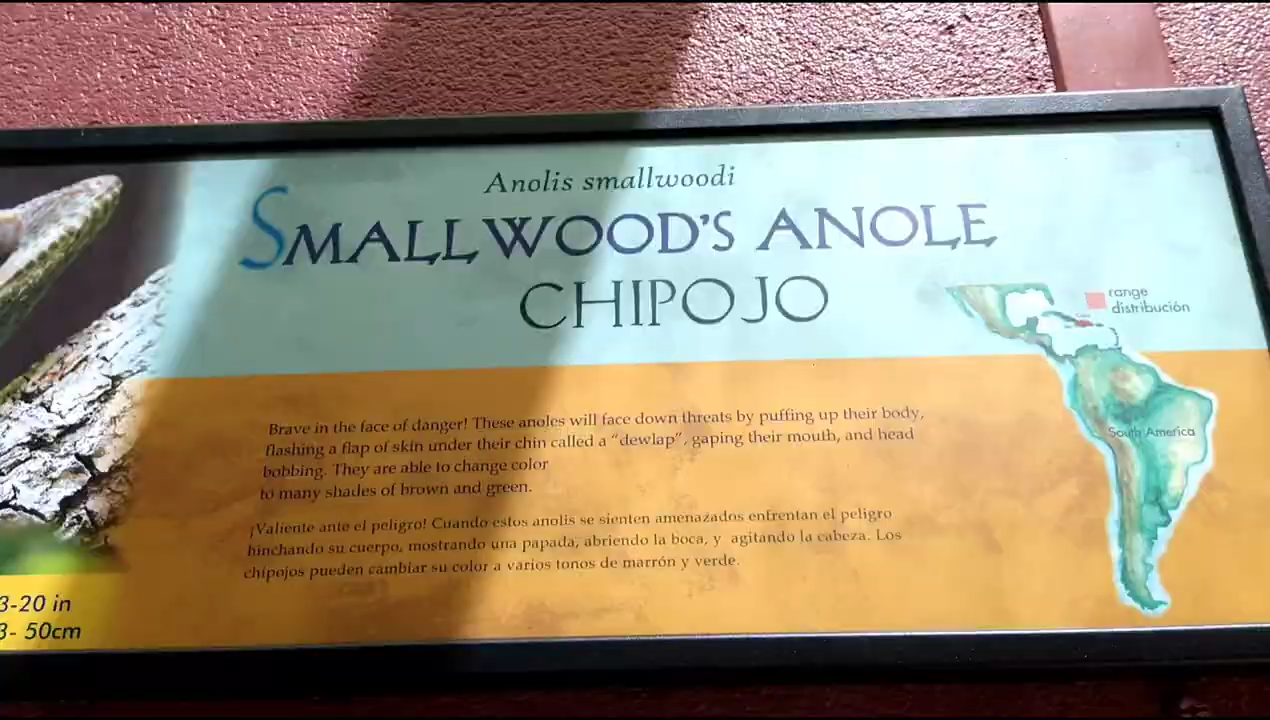 Anolis smallwoodi
SMALLWOOD'S ANOLE
CHIPOJO
range
distribución
South America
Brave in the face of danger! These anoles will face down threats by puffing up their body,
flashing a flap of skin under their chin called a “dewlap”, gaping their mouth, and head
bobbing. They are able to change color
to many shades of brown and green.
¡Valiente ante el peligro! Cuando estos anolis se sienten amenazados enfrentan el peligro
hinchando su cuerpo, mostrando una papada, abriendo la boca, y agitando la cabeza. Los
chipojos pueden cambiar su color a varios tonos de marrón y verde.
3-20 in
3- 50cm